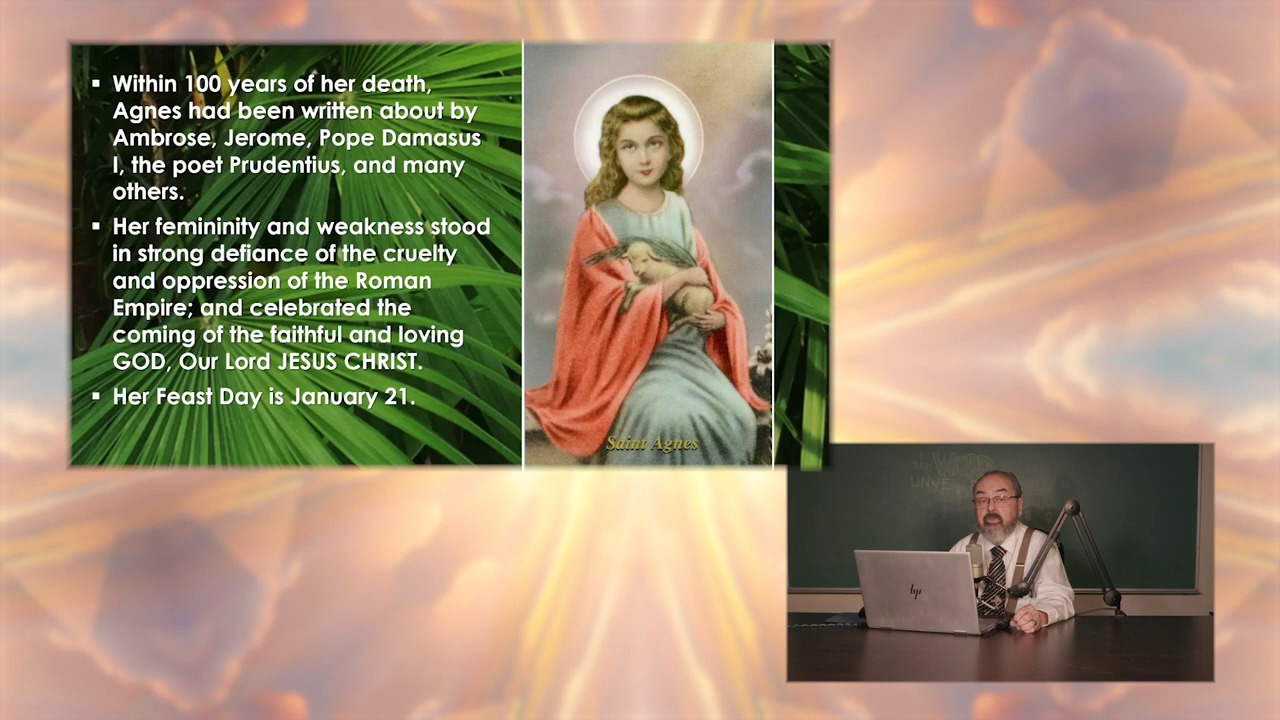 ▪ Within 100 years of her death,
Agnes had been written about by
Ambrose, Jerome, Pope Damasus
I, the poet Prudentius, and many
others.
▪ Her femininity and weakness stood
in strong defiance of the cruelty
and oppression of the Roman
Empire; and celebrated the
coming of the faithful and loving
GOD, Our Lord JESUS CHRIST.
▪ Her Feast Day is January 21.
Saint Agnes
the WORD
hp